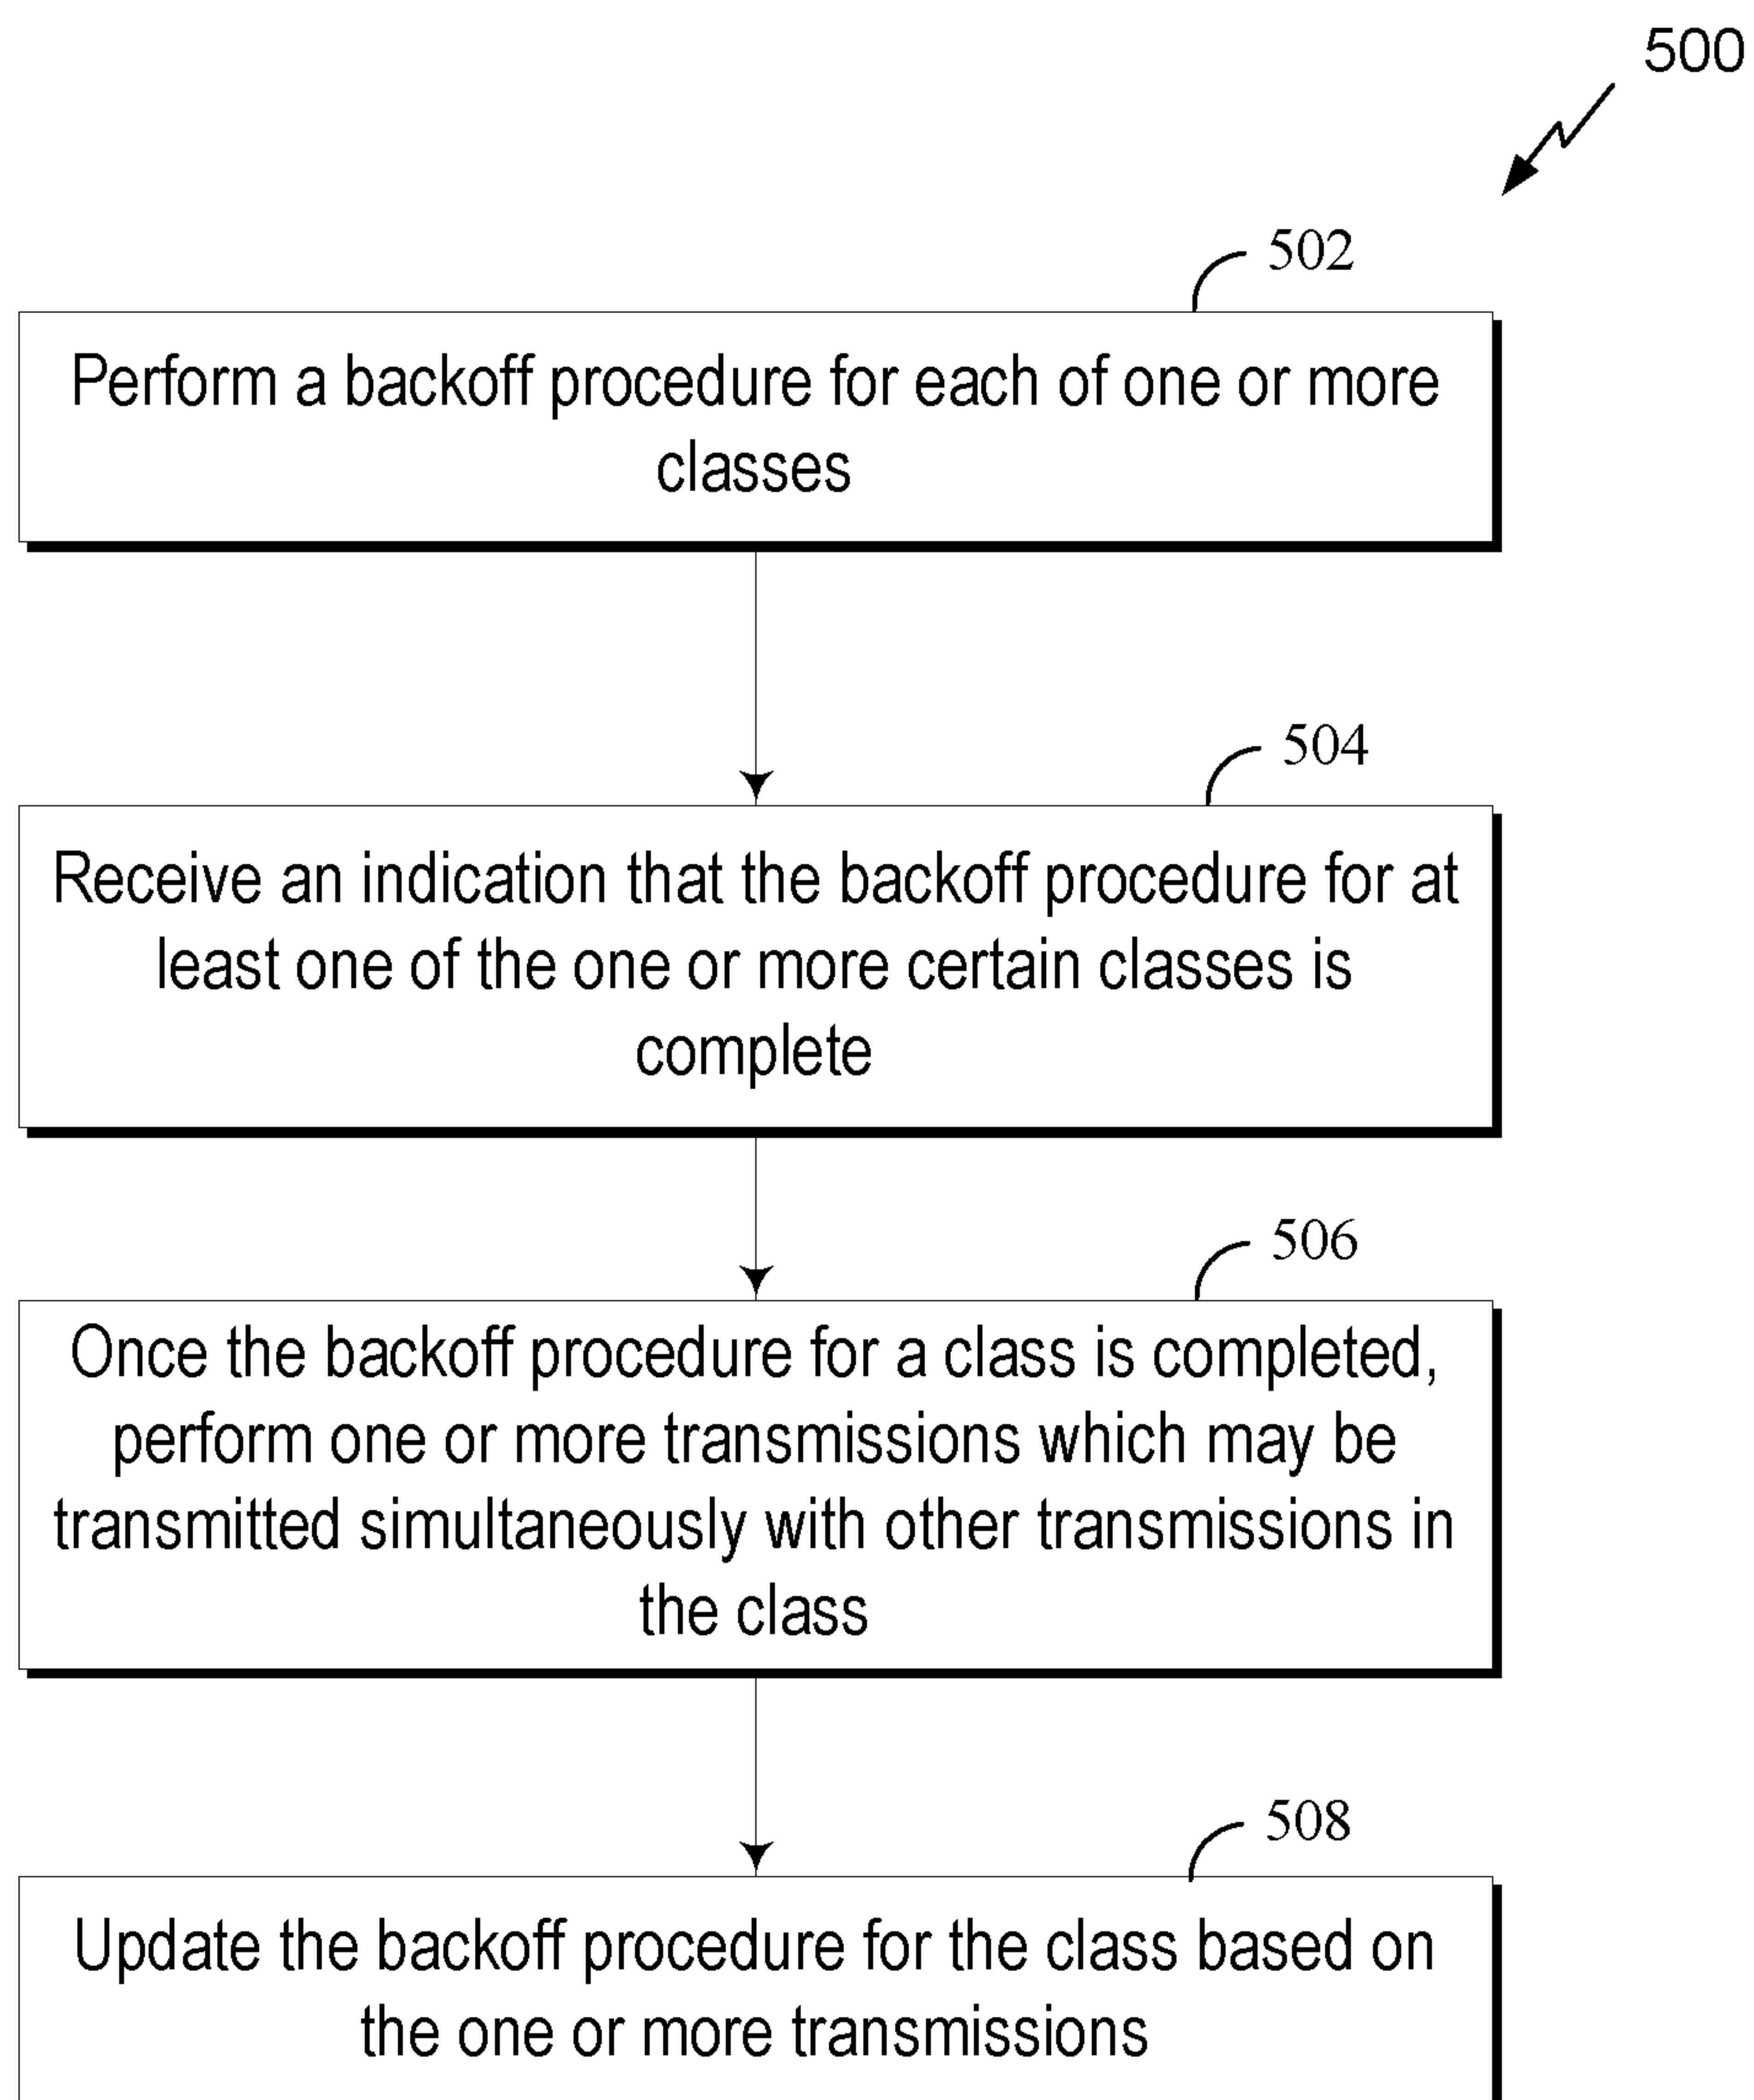 500
502
Perform a backoff procedure for each of one or more
classes
504
Receive an indication that the backoff procedure for at
least one of the one or more certain classes is
complete
506
Once the backoff procedure for a class is completed,
perform one or more transmissions which may be
transmitted simultaneously with other transmissions in
the class
508
Update the backoff procedure for the class based on
the one or more transmissions